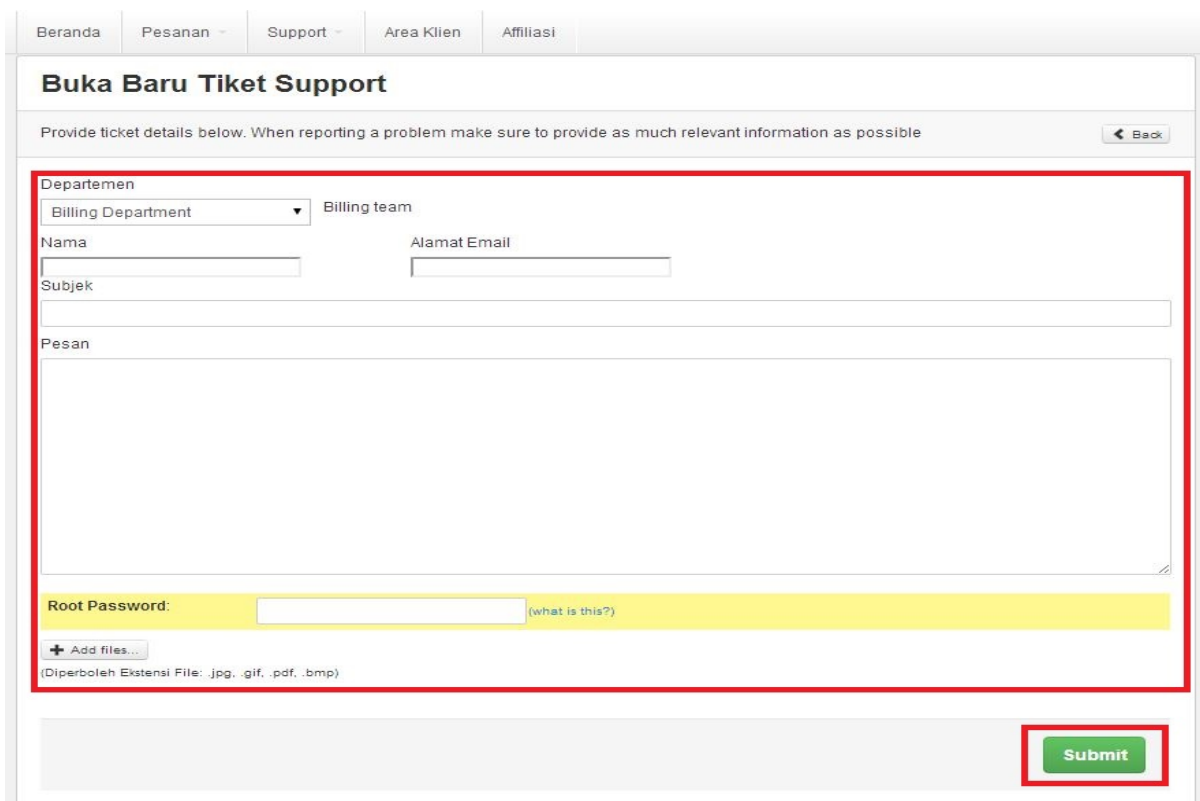 Beranda Pesanan Support Area Klien Affiliasi
Buka Baru Tiket Support
Provide ticket details below. When reporting a problem make sure to provide as much relevant information as possible Back
Departemen
Billing Department Billing team
Nama Alamat Email
Subjek
Pesan
Root Password: (what is this?)
Add files...
(Diperboleh Ekstensi File: .jpg, .gif, .pdf, .bmp)
Submit